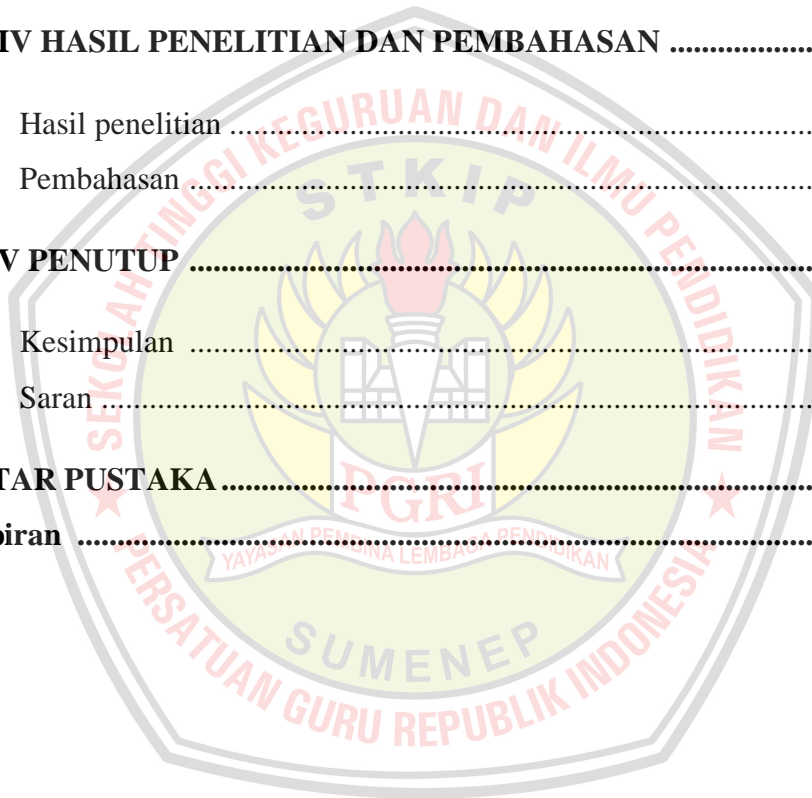 IV HASIL PENELITIAN DAN PEMBAHASAN ..................
Hasil penelitian ..................
Pembahasan ..................
V PENUTUP ..................
Kesimpulan ..................
Saran ..................
TAR PUSTAKA ..................
piran ..................
SEKOLAH TINGGI KEGURUAN DAN ILMU PENDIDIKAN
STKIP
PGRI
YAYASAN PEMBINA LEMBAGA PENDIDIKAN
SUMENEP
PERSATUAN GURU REPUBLIK INDONESIA